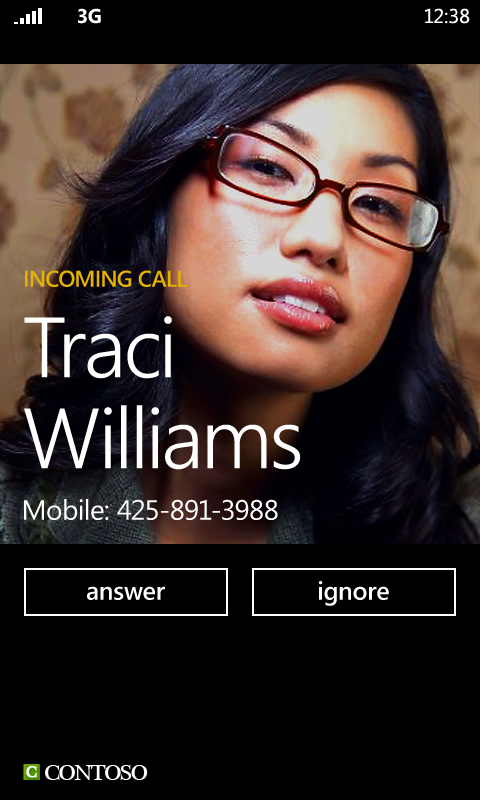 3G 12:38
INCOMING CALL
Traci
Williams
Mobile: 425-891-3988
answer ignore
C CONTOSO